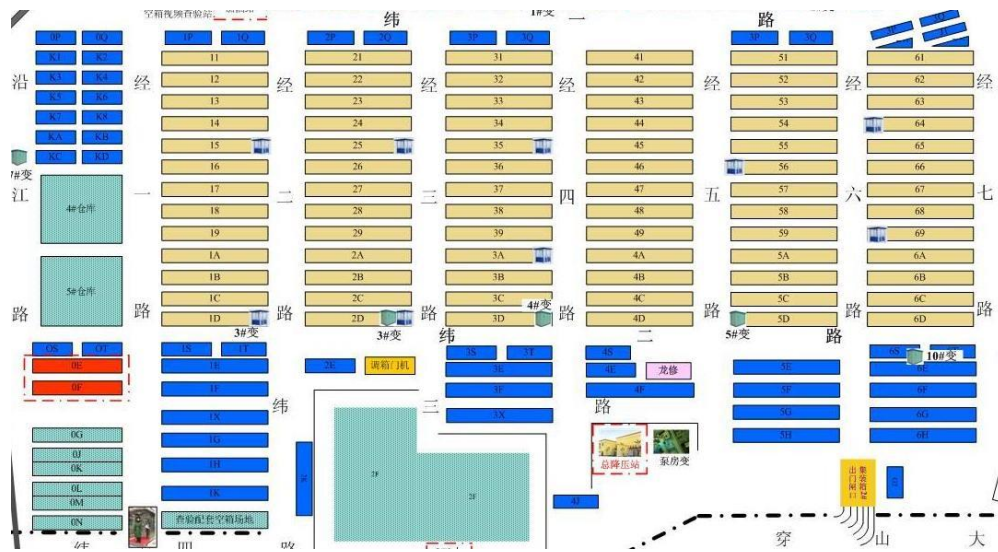 空箱视频查验站
纬 一 路
1#变
0P 0Q 1P 1Q 2P 2Q 3P 3Q 3P 3Q
K1 K2 11 21 31 41 51 61
沿 经 经 经 经 经 经 经
K3 K4 12 22 32 42 52 62
K5 K6 13 23 33 43 53 63
K7 K8 14 24 34 44 54 64
KA KB 15 25 35 45 55 65
KC KD 16 26 36 46 56 66
7#变
江 一 二 三 四 五 六 七
4#仓库 17 27 37 47 57 67
18 28 38 48 58 68
19 29 39 49 59 69
1A 2A 3A 4A 5A 6A
5#仓库 1B 2B 3B 4B 5B 6B
1C 2C 3C 4C 5C 6C
路 路 路 路 路 路 路 路
4#变
1D 2D 3D 4D 5D 6D
3#变 3#变 纬 二 5#变 路
OS OT 1S 1T 3S 3T 4S 6S
10#变
0E 1E 2E 调箱门机 3E 4E 龙修 5E 6E
0F 1F 3F 4F 5F 6F
纬 三 路
1X 3X 5G 6G
0G 1G 5H 6H
0J
0K 1H 2F 2F 总降压站 泵房变
0L 集装箱2#
出门闸口
0M 1K 4J
0N 查验配套空箱场地
纬 四 路 穿 山 大